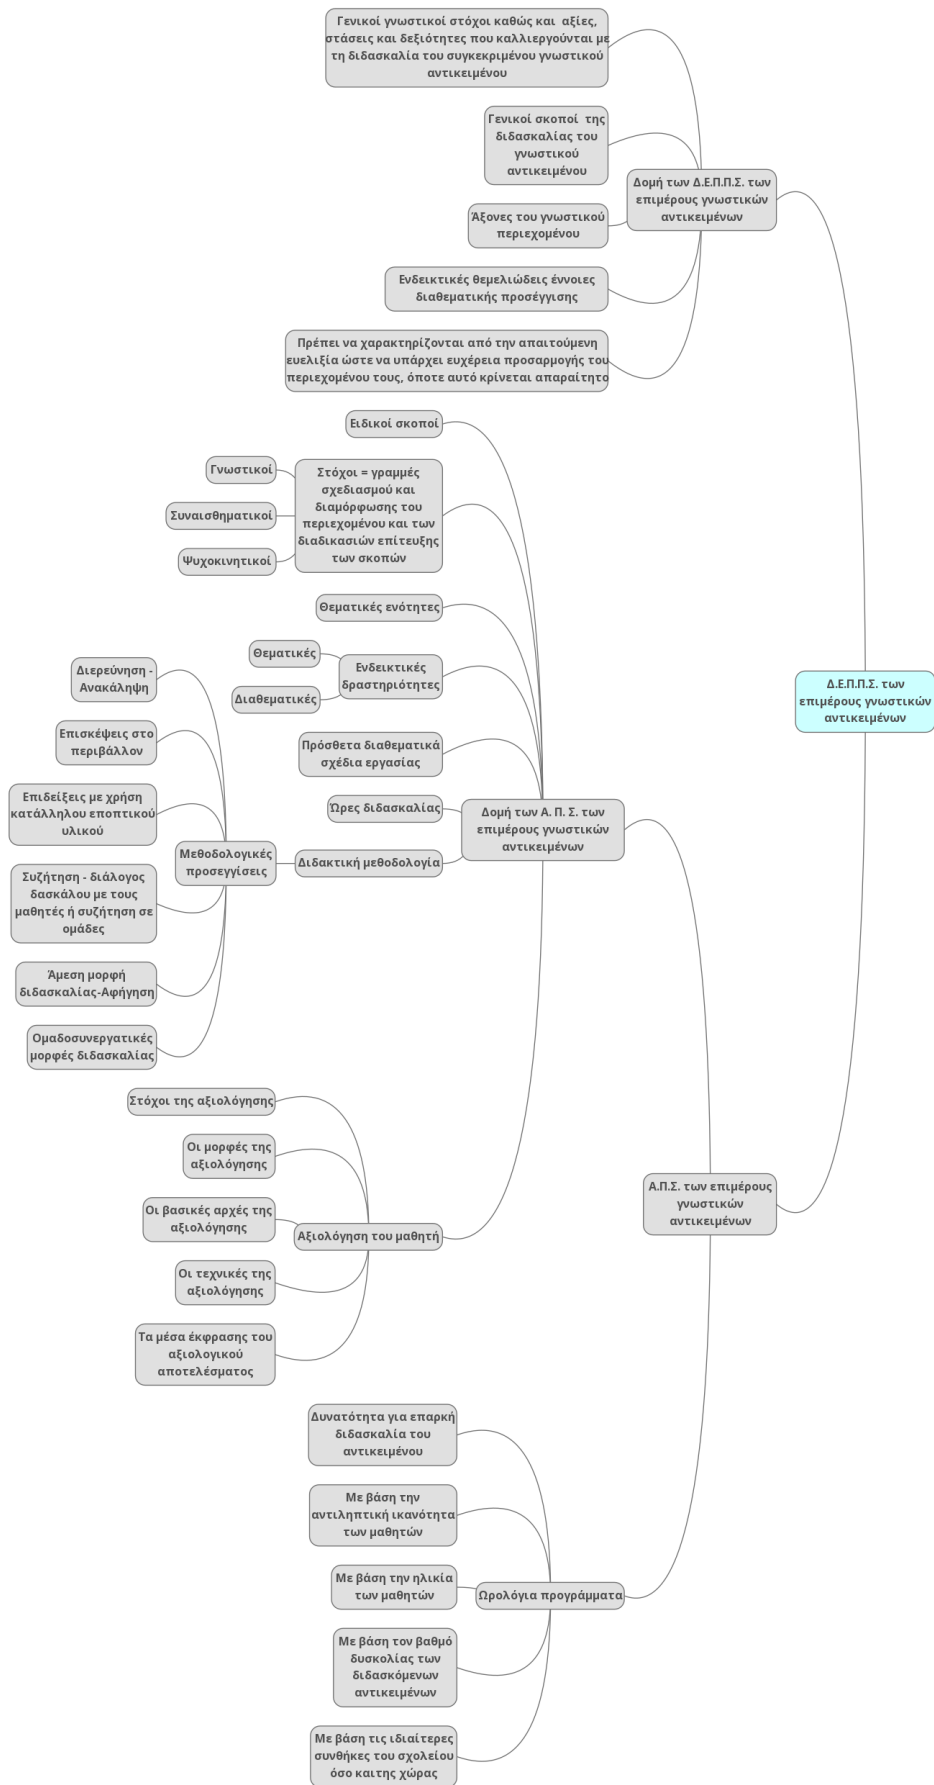 Γενικοί γνωστικοί στόχοι καθώς και  αξίες,
στάσεις και δεξιότητες που καλλιεργούνται με
τη διδασκαλία του συγκεκριμένου γνωστικού
αντικειμένου
Γενικοί σκοποί  της
διδασκαλίας του
γνωστικού
αντικειμένου
Δομή των Δ.Ε.Π.Π.Σ. των
επιμέρους γνωστικών
αντικειμένων
Άξονες του γνωστικού
περιεχομένου
Ενδεικτικές θεμελιώδεις έννοιες
διαθεματικής προσέγγισης
Πρέπει να χαρακτηρίζονται από την απαιτούμενη
ευελιξία ώστε να υπάρχει ευχέρεια προσαρμογής του
περιεχομένου τους, όποτε αυτό κρίνεται απαραίτητο
Ειδικοί σκοποί
Γνωστικοί
Συναισθηματικοί
Ψυχοκινητικοί
Στόχοι = γραμμές
σχεδιασμού και
διαμόρφωσης του
περιεχομένου και των
διαδικασιών επίτευξης
των σκοπών
Θεματικές ενότητες
Θεματικές
Διαθεματικές
Ενδεικτικές
δραστηριότητες
Πρόσθετα διαθεματικά
σχέδια εργασίας
Ώρες διδασκαλίας
Δομή των Α. Π. Σ. των
επιμέρους γνωστικών
αντικειμένων
Διδακτική μεθοδολογία
Μεθοδολογικές
προσεγγίσεις
Διερεύνηση -
Ανακάληψη
Επισκέψεις στο
περιβάλλον
Επιδείξεις με χρήση
κατάλληλου εποπτικού
υλικού
Συζήτηση - διάλογος
δασκάλου με τους
μαθητές ή συζήτηση σε
ομάδες
Άμεση μορφή
διδασκαλίας-Αφήγηση
Ομαδοσυνεργατικές
μορφές διδασκαλίας
Δ.Ε.Π.Π.Σ. των
επιμέρους γνωστικών
αντικειμένων
Στόχοι της αξιολόγησης
Οι μορφές της
αξιολόγησης
Οι βασικές αρχές της
αξιολόγησης
Οι τεχνικές της
αξιολόγησης
Τα μέσα έκφρασης του
αξιολογικού
αποτελέσματος
Αξιολόγηση του μαθητή
Α.Π.Σ. των επιμέρους
γνωστικών
αντικειμένων
Δυνατότητα για επαρκή
διδασκαλία του
αντικειμένου
Με βάση την
αντιληπτική ικανότητα
των μαθητών
Με βάση την ηλικία
των μαθητών
Ωρολόγια προγράμματα
Με βάση τον βαθμό
δυσκολίας των
διδασκόμενων
αντικειμένων
Με βάση τις ιδιαίτερες
συνθήκες του σχολείου
όσο καιτης χώρας